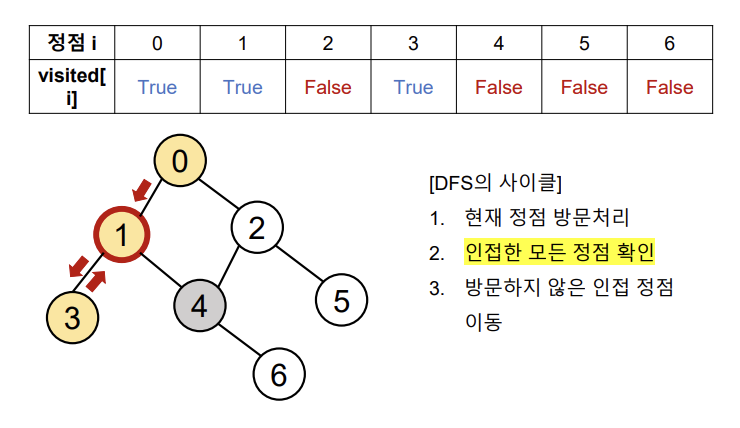 정점 i 0 1 2 3 4 5 6
visited[
i] True True False True False False False
0
1
2
4
5
3
6
[DFS의 사이클]
1. 현재 정점 방문처리
2. 인접한 모든 정점 확인
3. 방문하지 않은 인접 정점
이동